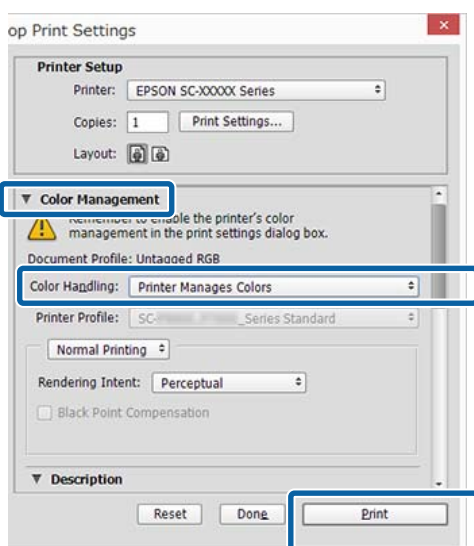 op Print Settings
Printer Setup
Printer: EPSON SC-XXXXX Series
Copies: 1 Print Settings...
Layout:
Color Management
Remember to enable the printer's color
management in the print settings dialog box.
Document Profile: Untagged RGB
Color Handling: Printer Manages Colors
Printer Profile: SC- _Series Standard
Normal Printing
Rendering Intent: Perceptual
Black Point Compensation
Description
Reset Done Print